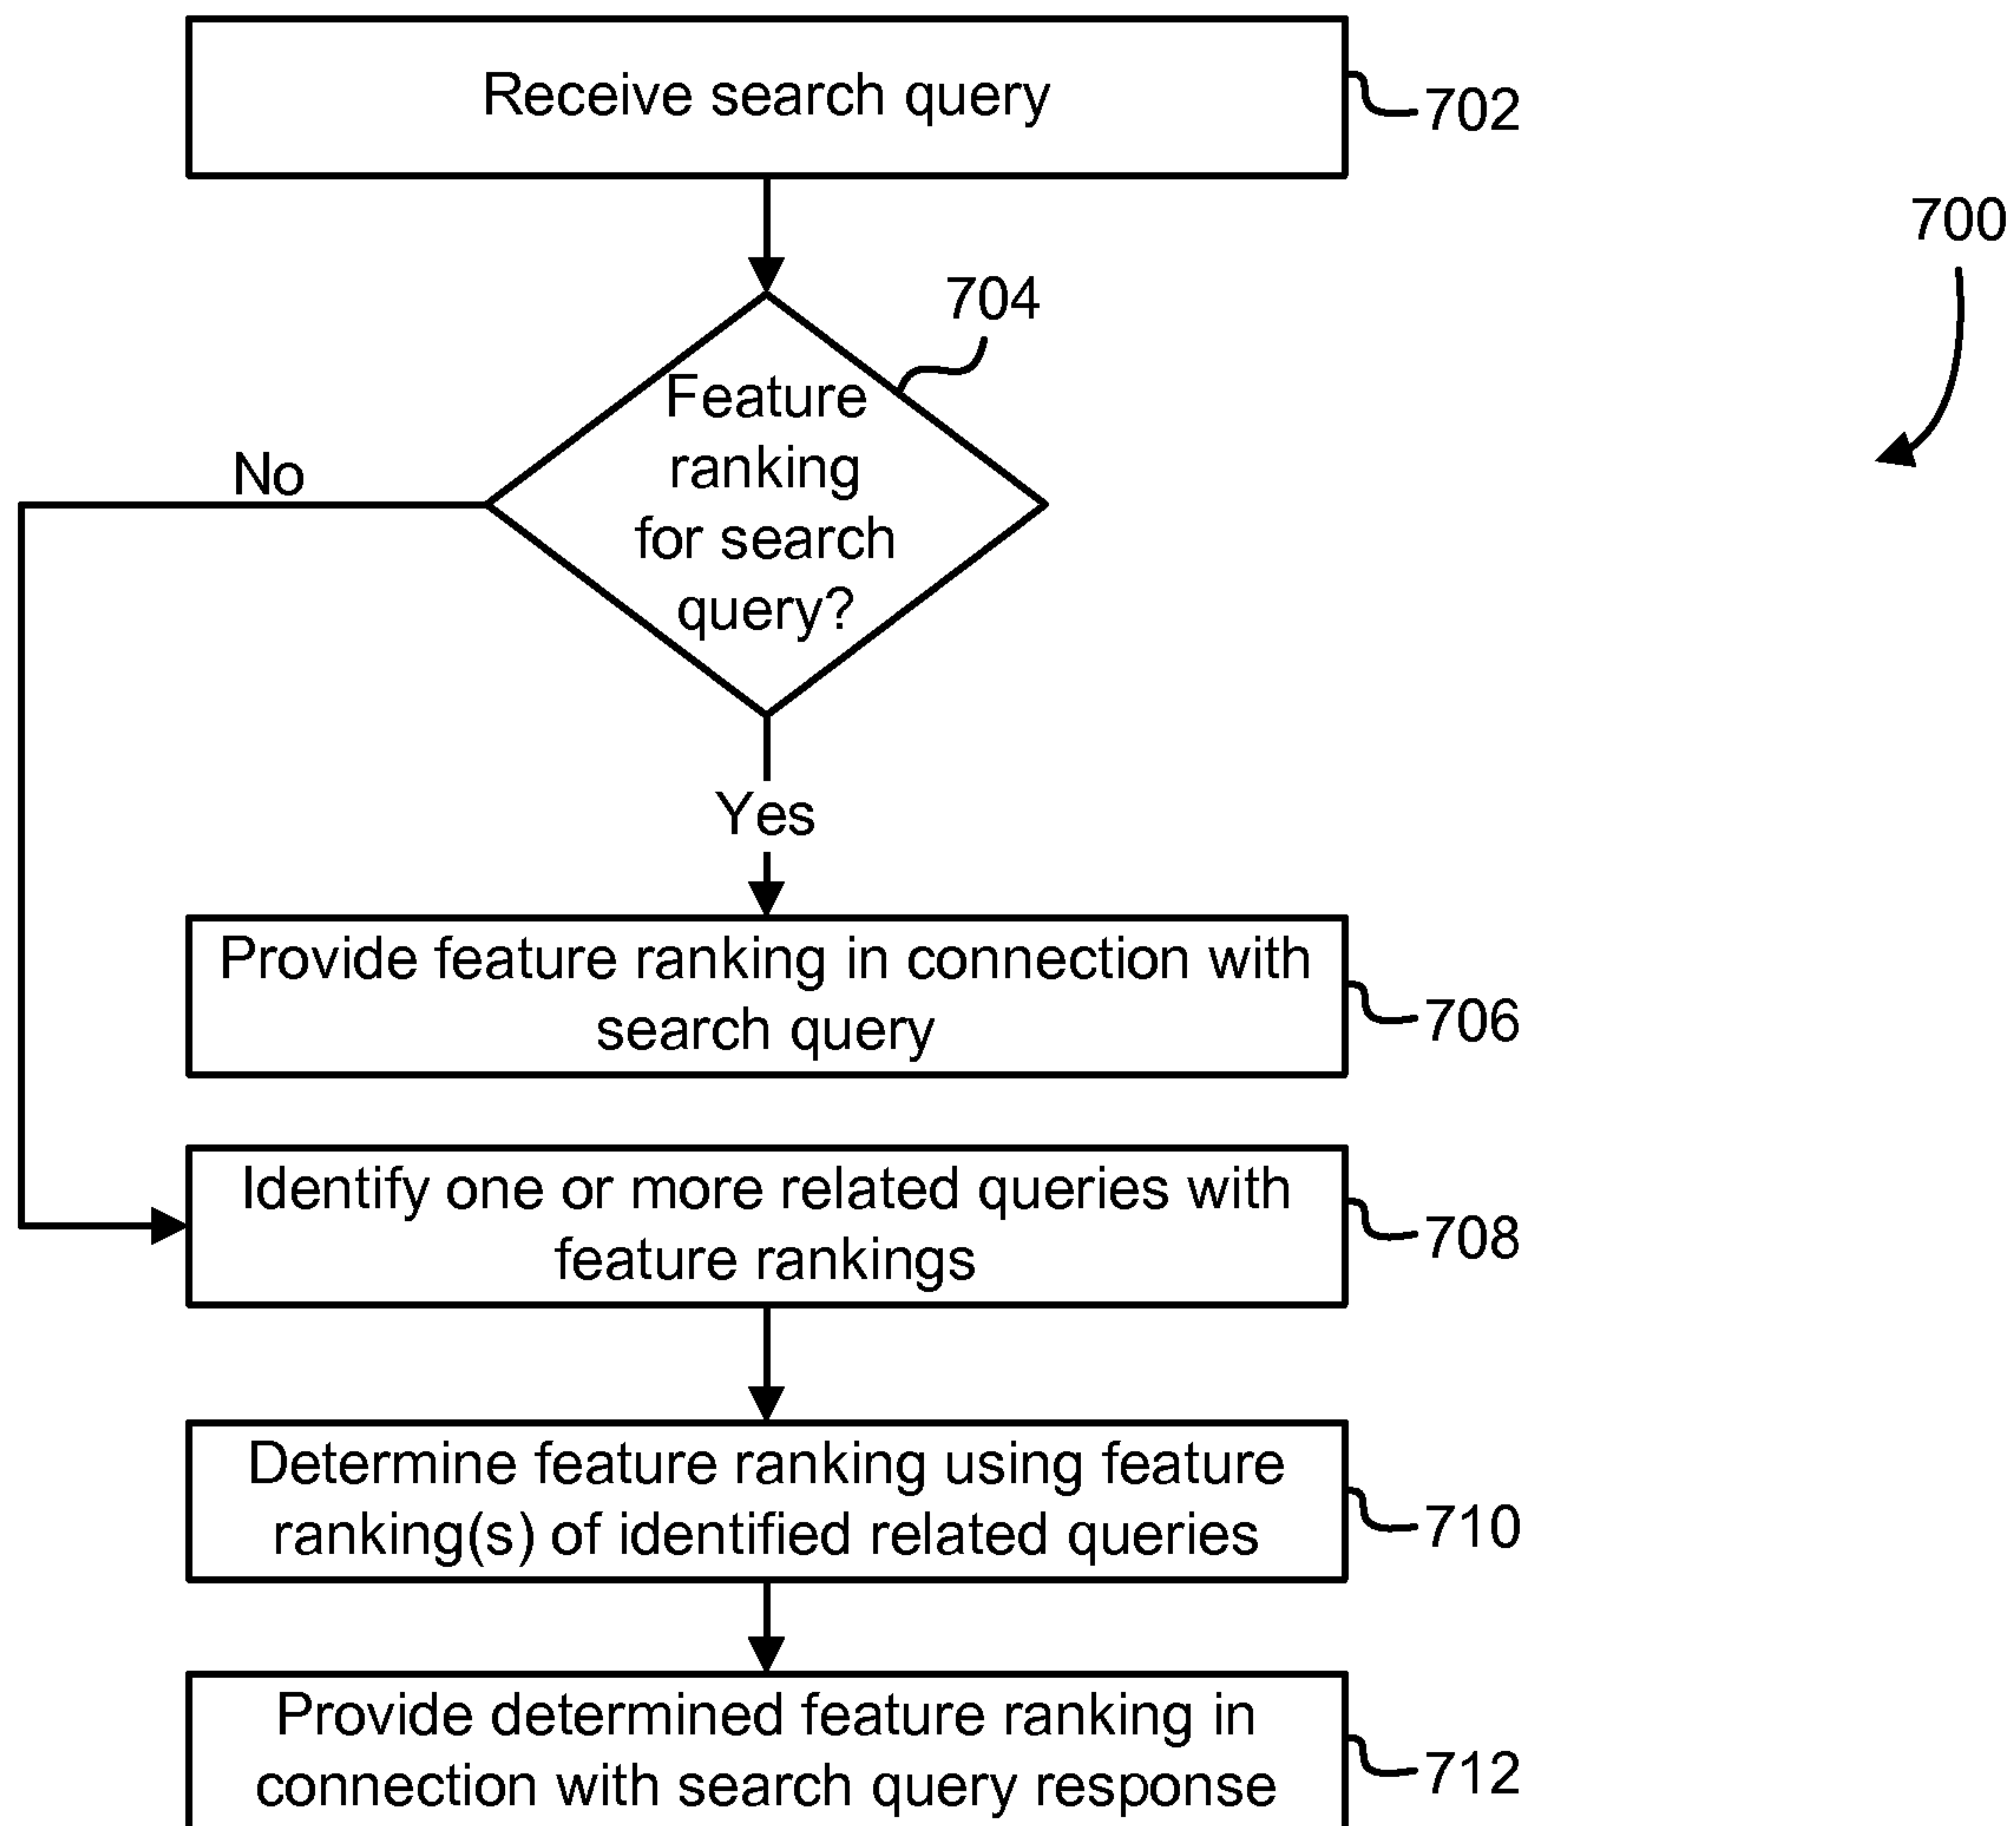 Receive search query
702
700
704
Feature
ranking
for search
query?
No
Yes
Provide feature ranking in connection with
search query
706
Identify one or more related queries with
feature rankings
708
Determine feature ranking using feature
ranking(s) of identified related queries
710
Provide determined feature ranking in
connection with search query response
712